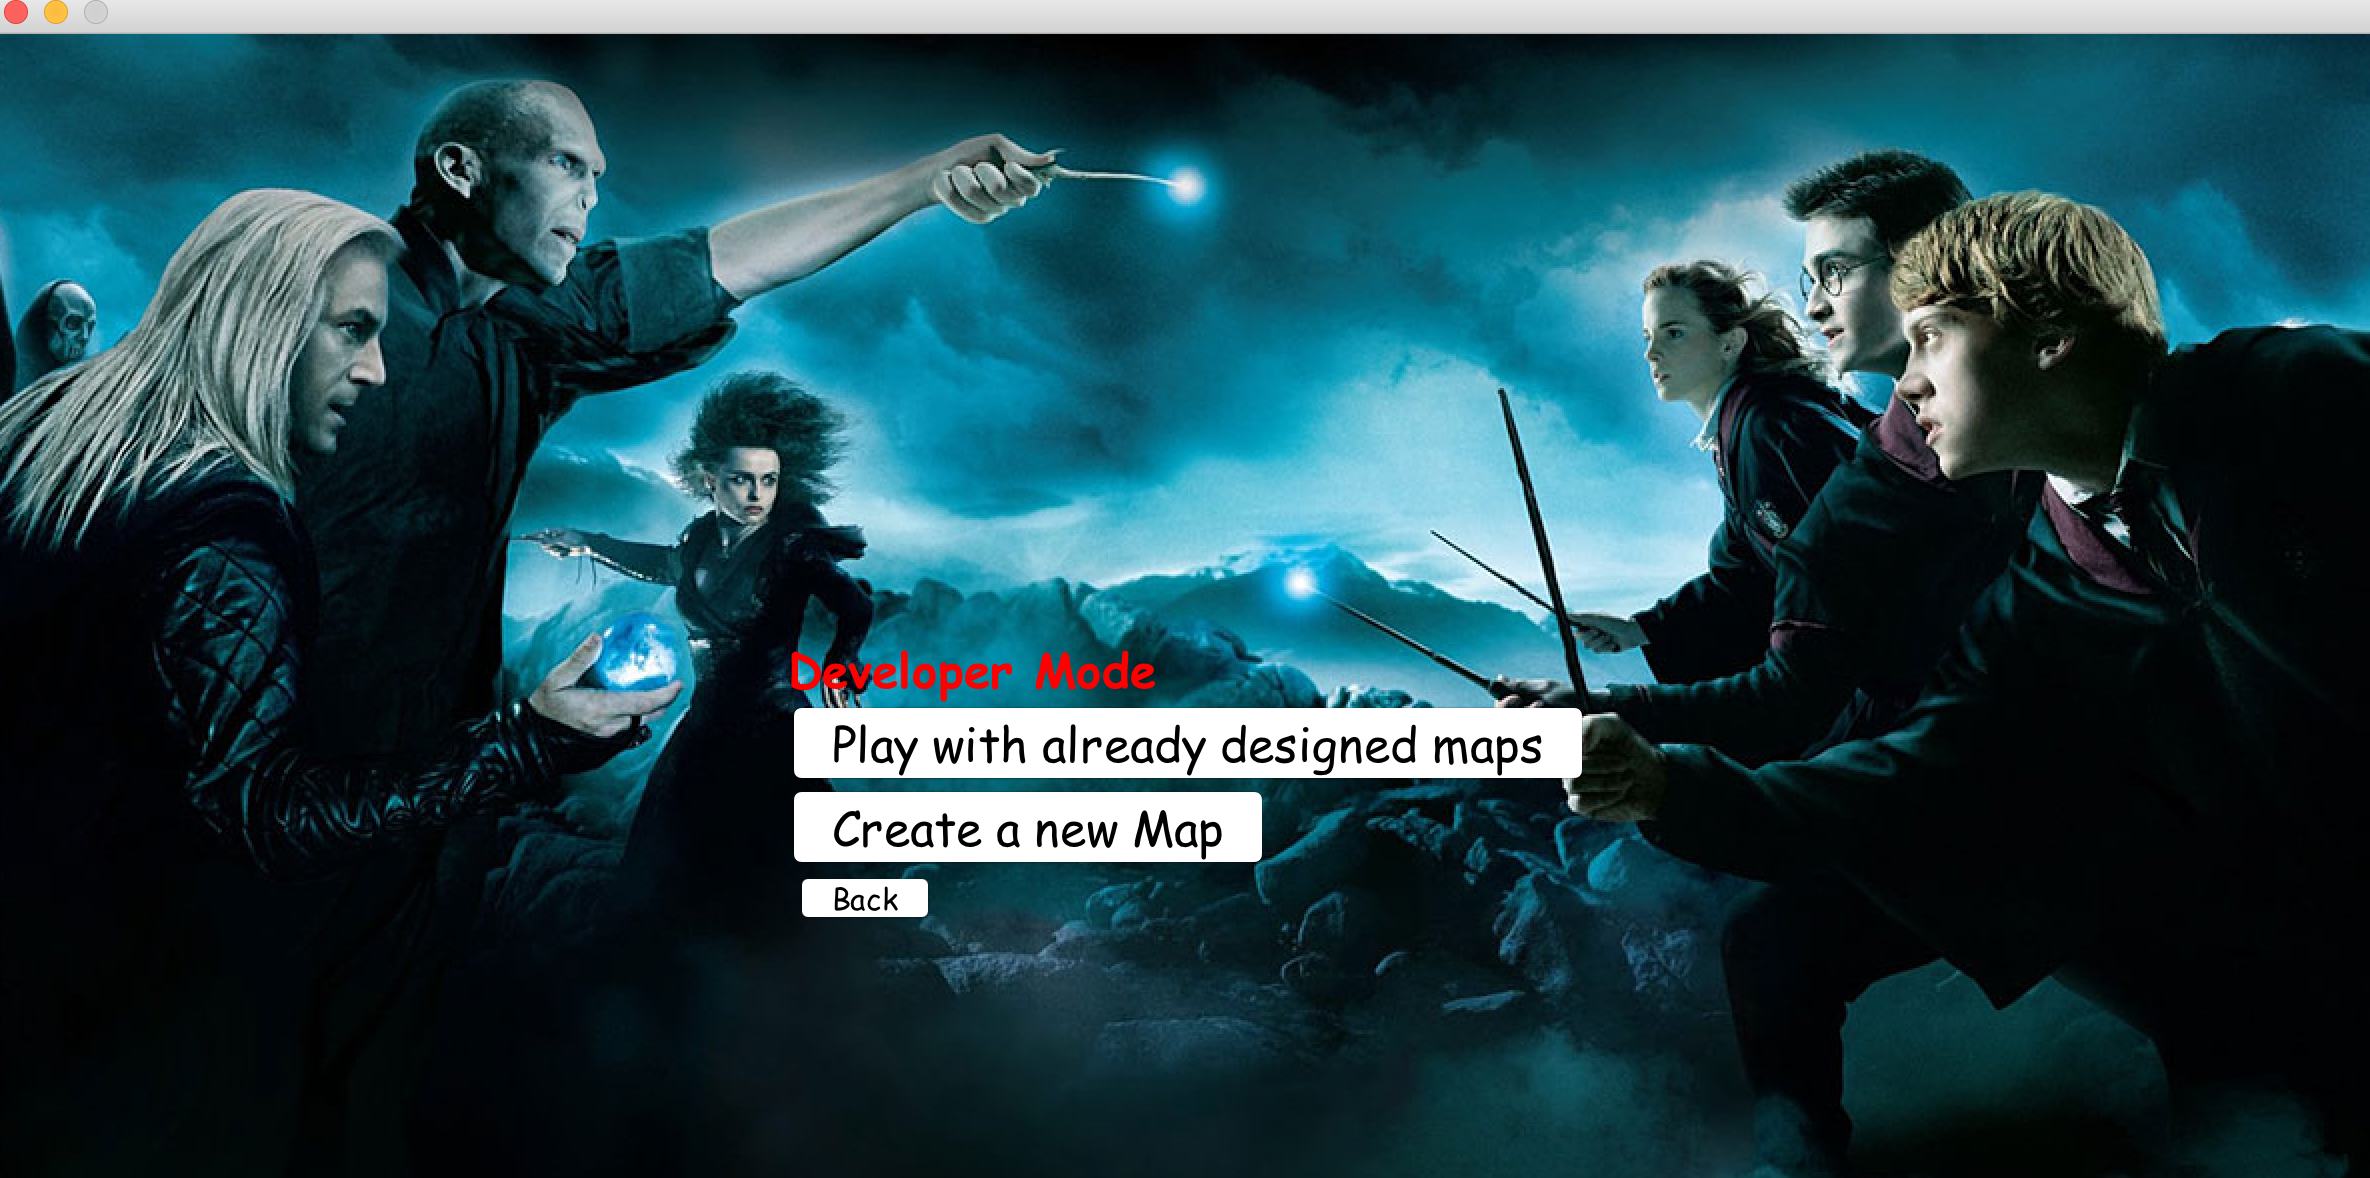 Developer Mode
Play with already designed maps
Create a new Map
Back